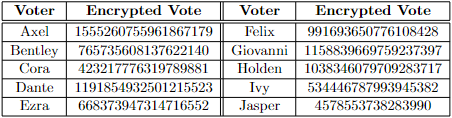 Voter Encrypted Vote Voter Encrypted Vote
Axel 1555260755961867179 Felix 991693650776108428
Bentley 765735608137622140 Giovanni 1158839669759237397
Cora 423217776319789881 Holden 1038346079709283717
Dante 1191854932501215523 Ivy 534446787993945382
Ezra 668373947314716552 Jasper 4578553738283990